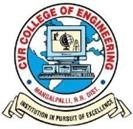 CVR COLLEGE OF ENGINEERING
MANGALPALLI, R.R. DIST.
INSTITUTION IN PURSUIT OF EXCELLENCE